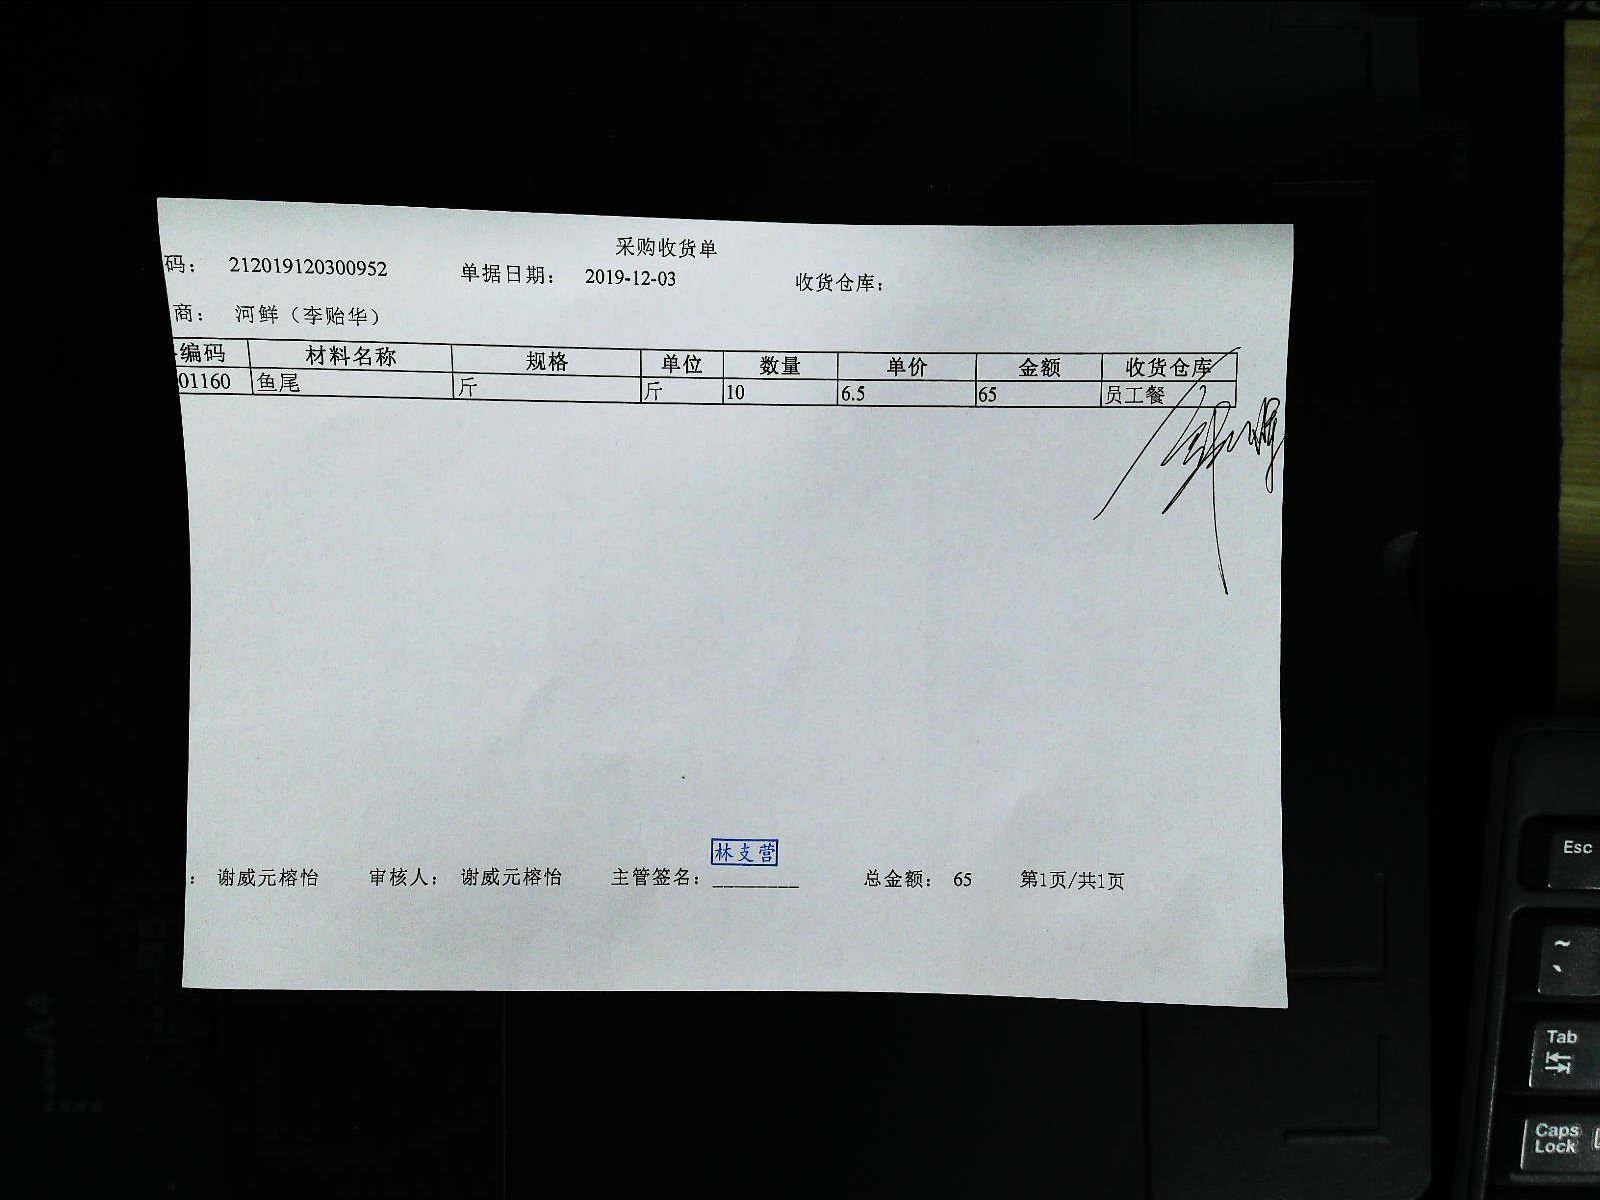 采购收货单
码： 212019120300952 单据日期： 2019-12-03 收货仓库：
商： 河鲜（李贻华）
编码 材料名称 规格 单位 数量 单价 金额 收货仓库
01160 鱼尾 斤 斤 10 6.5 65 员工餐
林支营
： 谢威元榕怡 审核人： 谢威元榕怡 主管签名：________ 总金额： 65 第1页/共1页
Esc
~
`
Tab
Caps Lock
A4